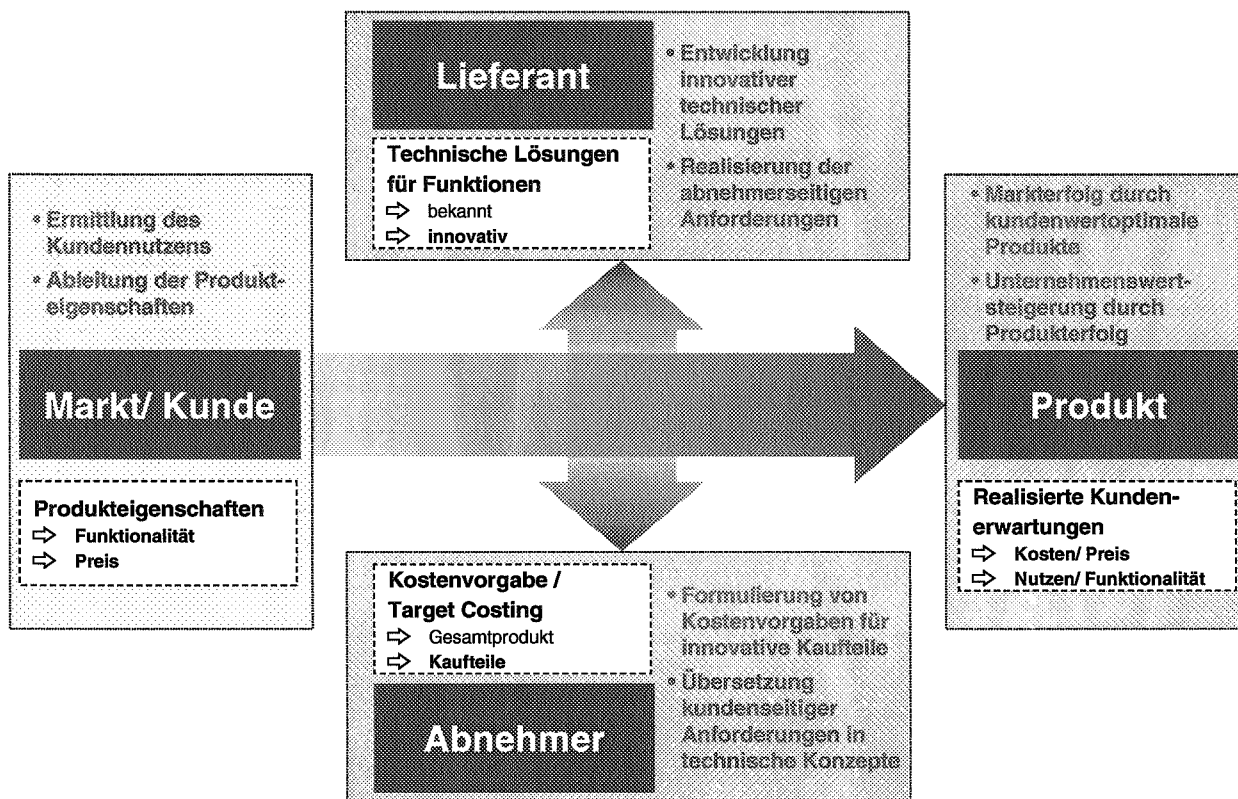 Lieferant
Technische Lösungen
für Funktionen
⇨ bekannt
⇨ innovativ
• Entwicklung
innovativer
technischer
Lösungen
• Realisierung der
abnehmerseitigen
Anforderungen
• Ermittlung des
Kundennutzens
• Ableitung der Produkt-
eigenschaften
Markt/ Kunde
Produkteigenschaften
⇨ Funktionalität
⇨ Preis
• Markterfolg durch
kundenwertoptimale
Produkte
• Unternehmenswert-
steigerung durch
Produkterfolg
Produkt
Realisierte Kunden-
erwartungen
⇨ Kosten/ Preis
⇨ Nutzen/ Funktionalität
Kostenvorgabe /
Target Costing
⇨ Gesamtprodukt
⇨ Kaufteile
Abnehmer
• Formulierung von
Kostenvorgaben für
innovative Kaufteile
• Übersetzung
kundenseitiger
Anforderungen in
technische Konzepte